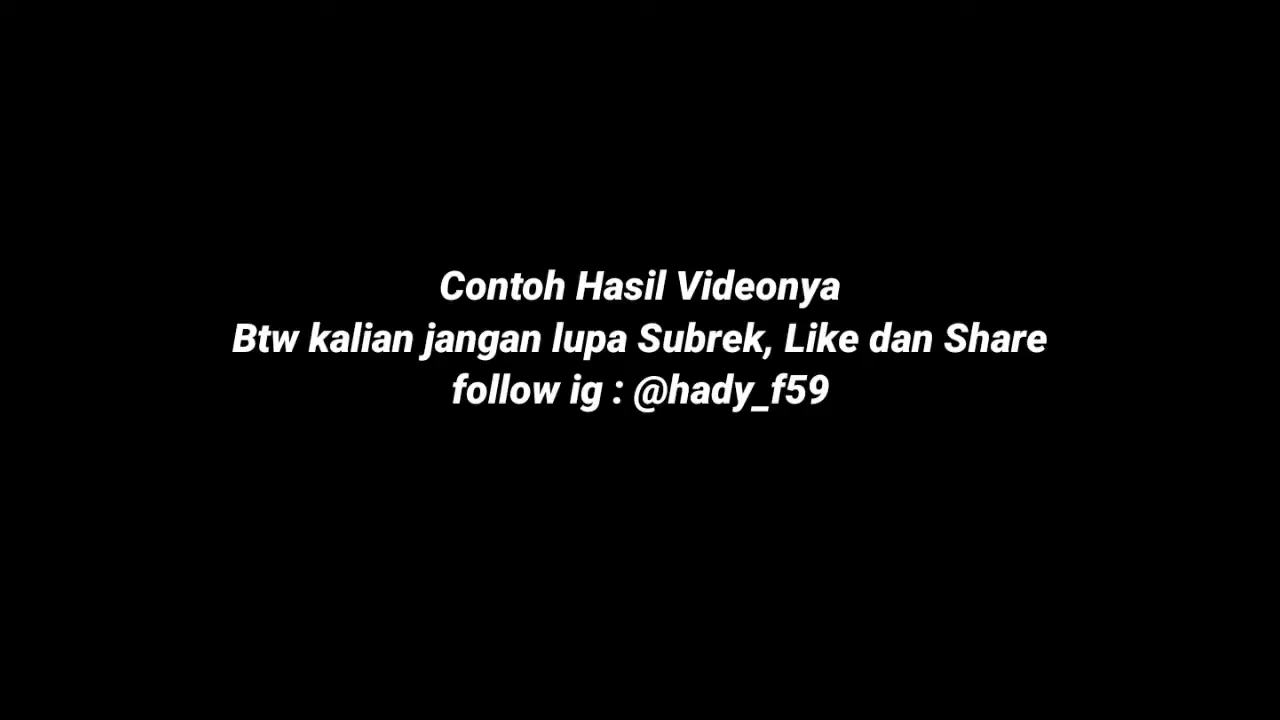 Contoh Hasil Videonya
Btw kalian jangan lupa Subrek, Like dan Share
follow ig : @hady_f59